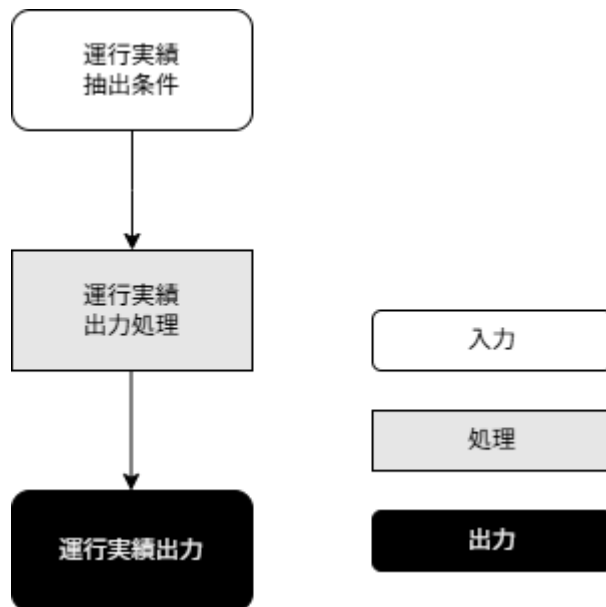 運行実績
抽出条件
運行実績
出力処理
運行実績出力
入力
処理
出力